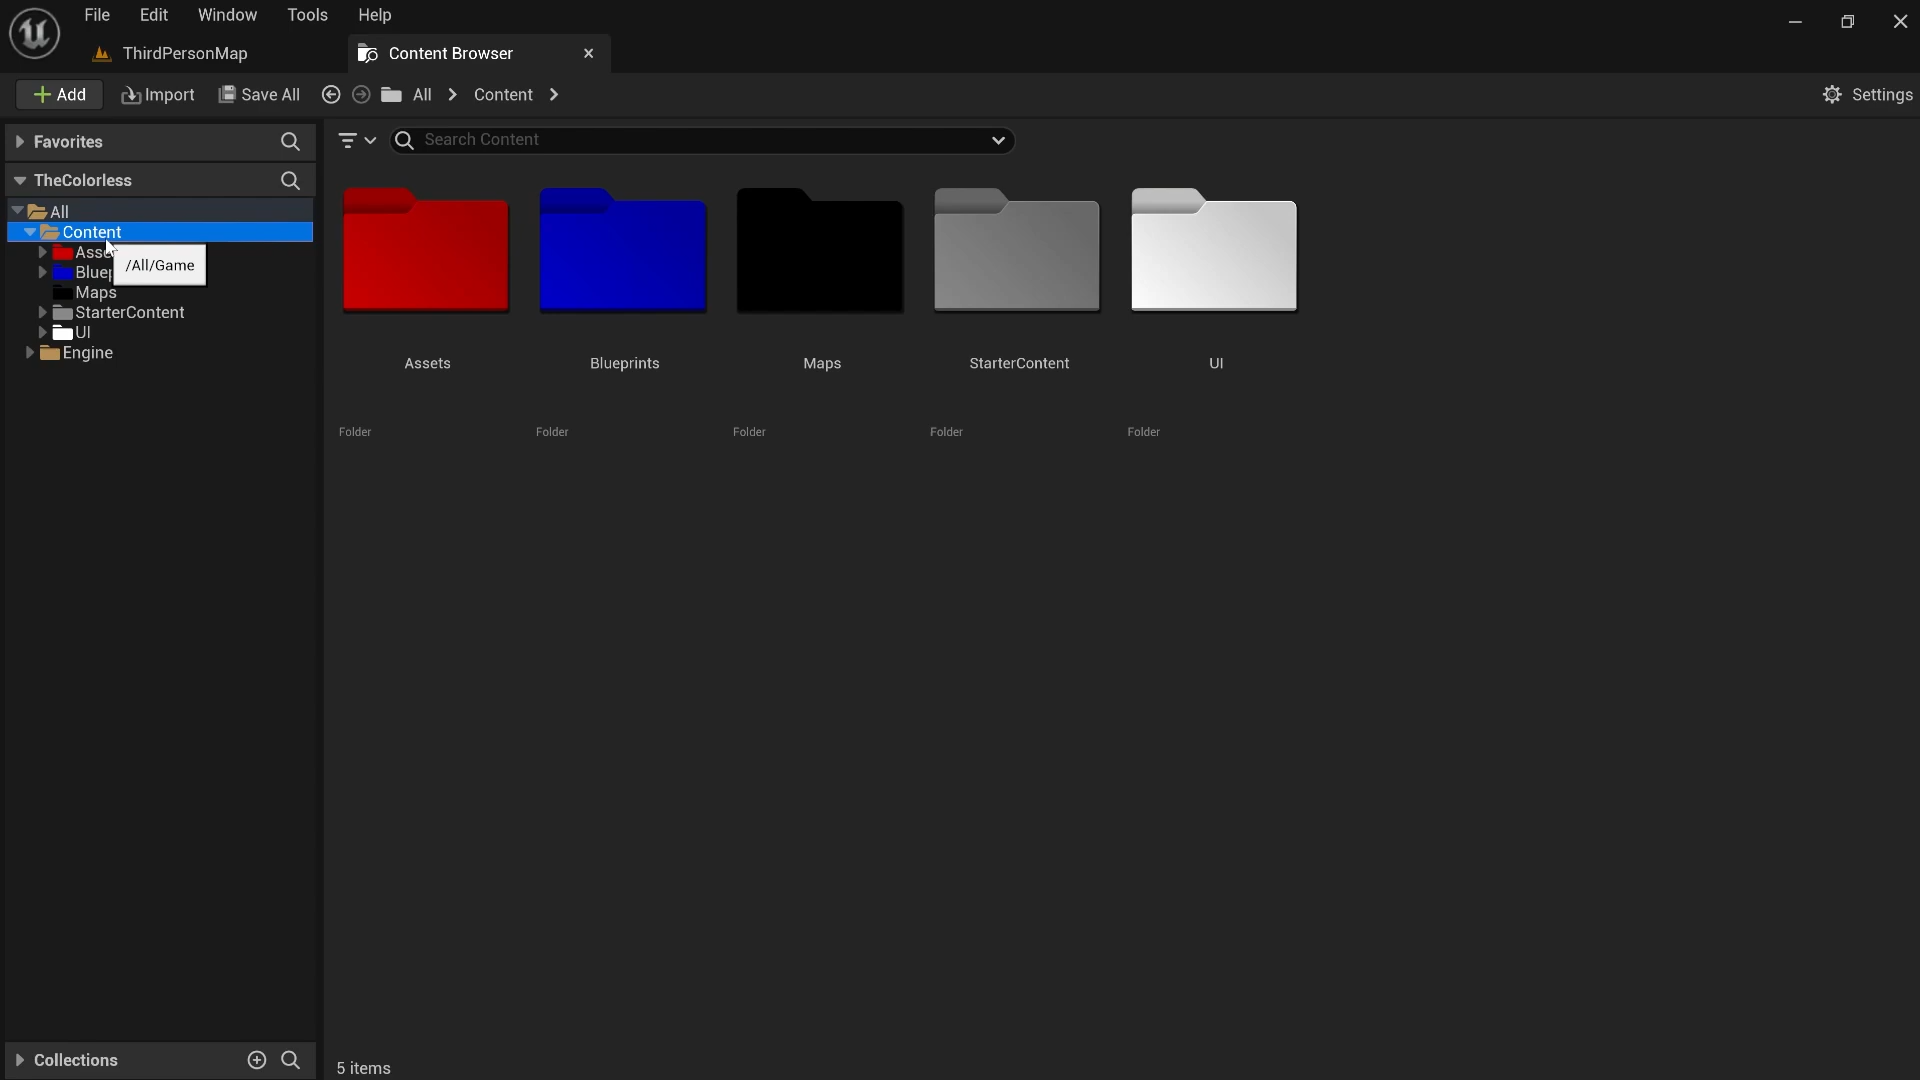 File Edit Window Tools Help
ThirdPersonMap Content Browser
Add Import Save All All Content Settings
Favorites Search Content
TheColorless
All
Content
Asse
/All/Game
Bluep
Maps
StarterContent
UI
Engine
Assets Blueprints Maps StarterContent UI
Folder Folder Folder Folder Folder
Collections
5 items